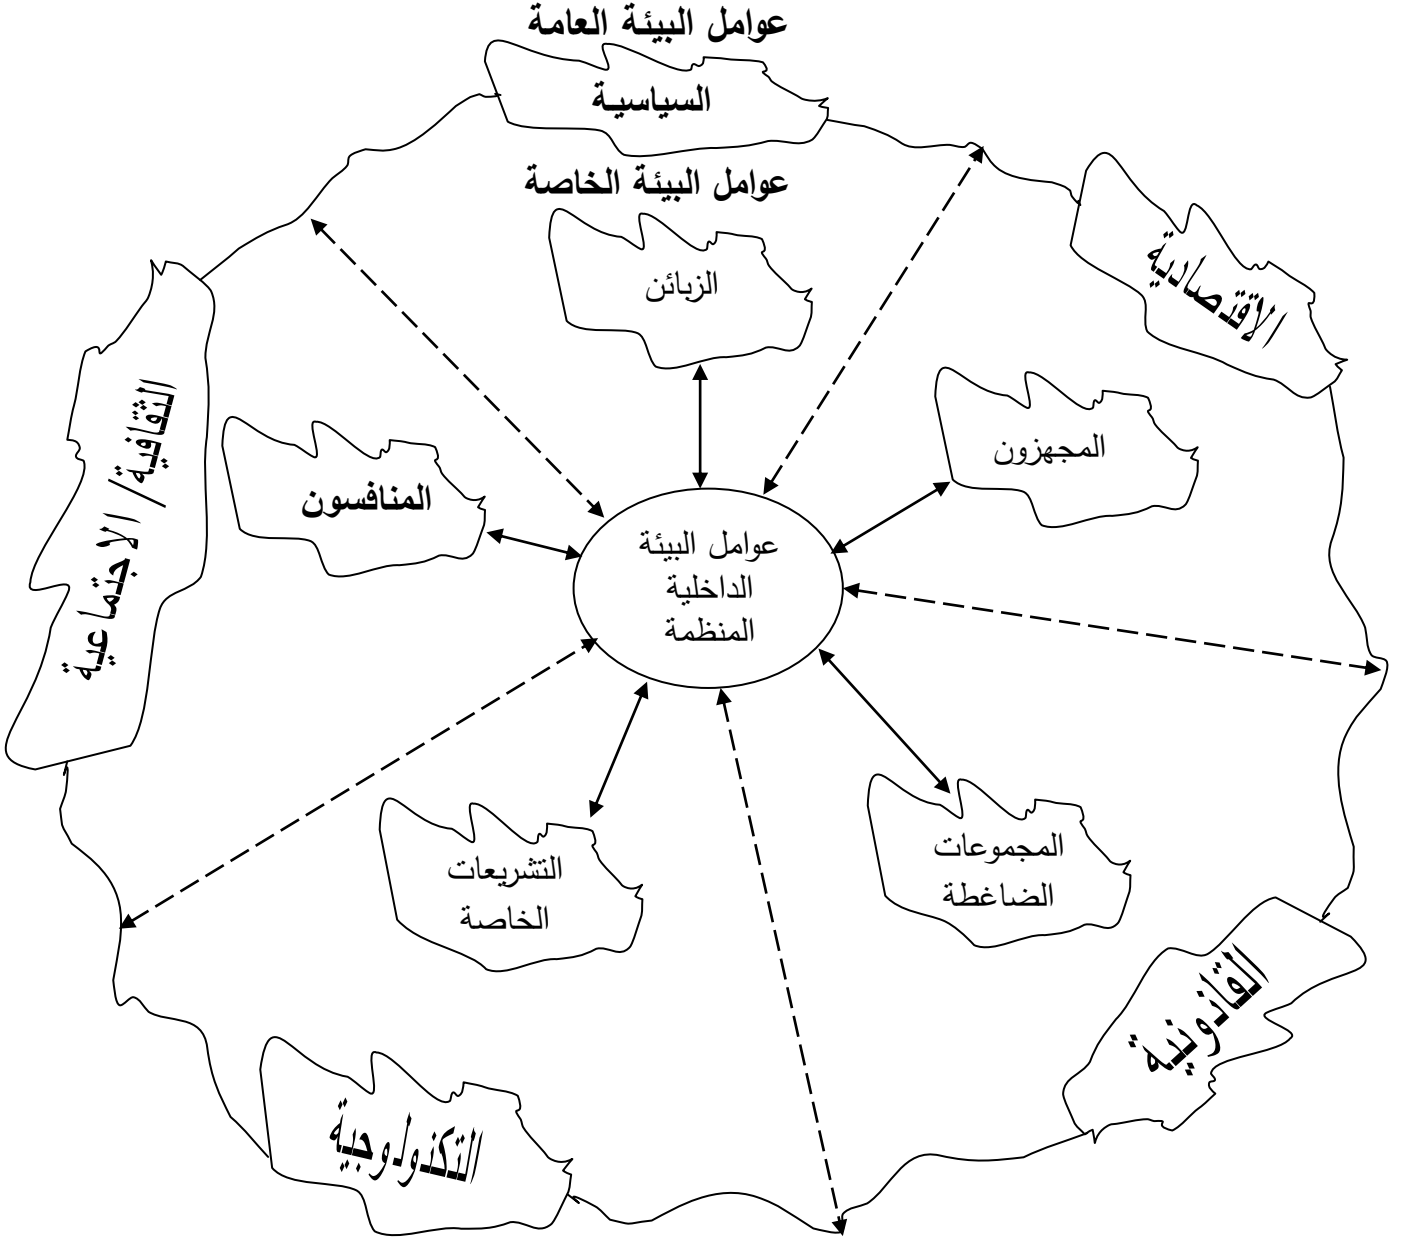 عوامل البيئة العامة
السياسية
عوامل البيئة الخاصة
الزبائن
الاقتصادية
المجهزون
الثقافية/ الاجتماعية
المنافسون
عوامل البيئة
الداخلية
المنظمة
المجموعات
الضاغطة
التشريعات
الخاصة
القانونية
التكنولوجية